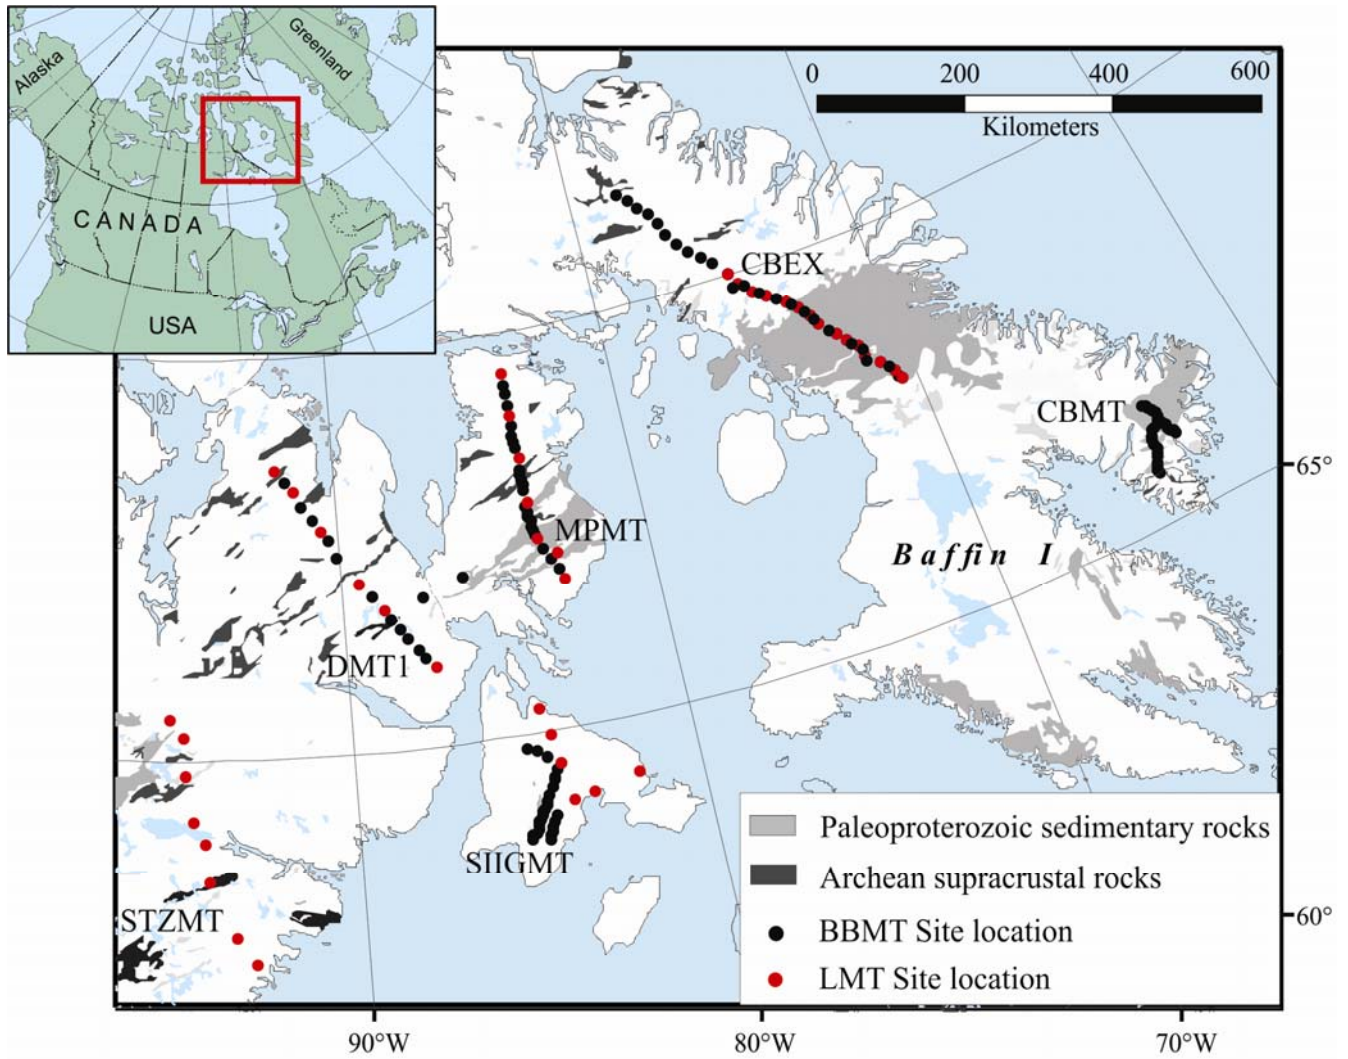 Alaska
Greenland
CANADA
USA
0 200 400 600
Kilometers
CBEX
CBMT
65°
MPMT
Baffin I
DMT1
SIIGMT
STZMT
Paleoproterozoic sedimentary rocks
Archean supracrustal rocks
BBMT Site location
LMT Site location
60°
90°W
80°W
70°W